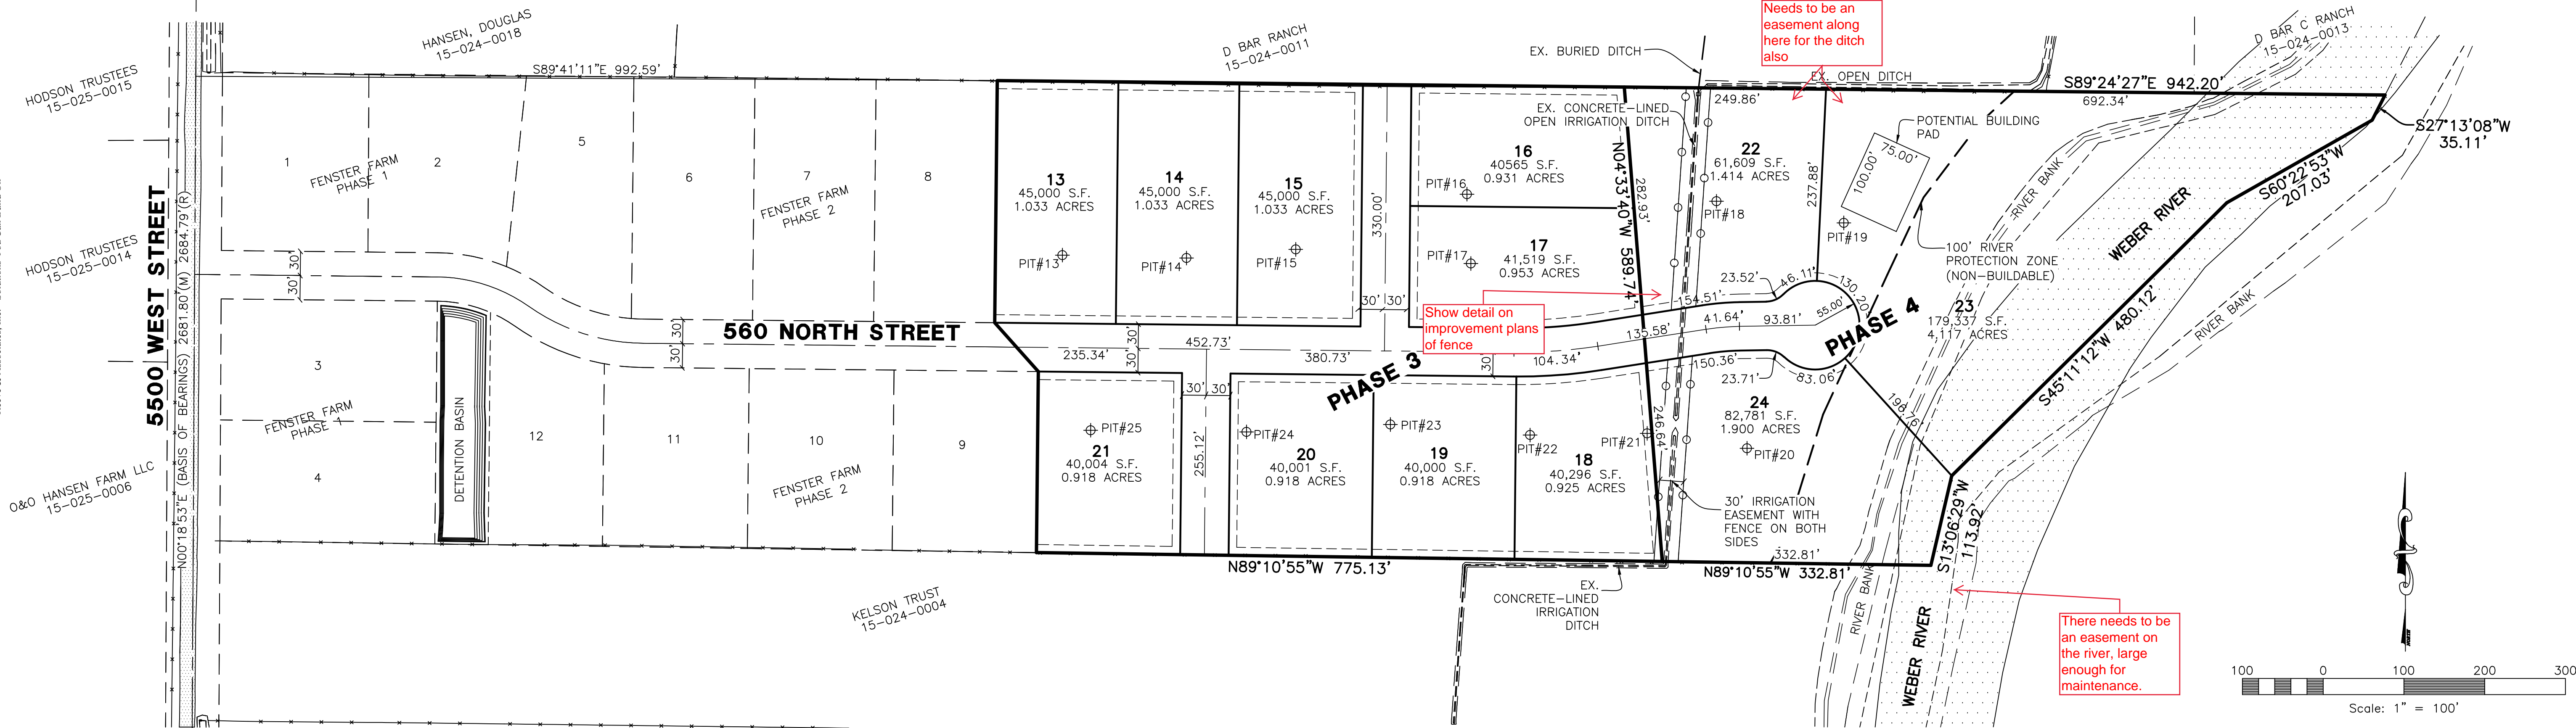 HODSON TRUSTEES
15-025-0015
HODSON TRUSTEES
15-025-0014
O&O HANSEN FARM LLC
15-025-0006
5500 WEST STREET
N00°18'53"E (BASIS OF BEARINGS) 2681.80'(M) 2684.79'(R)
HANSEN, DOUGLAS
15-024-0018
S89°41'11"E 992.59'
1
FENSTER FARM
PHASE 1
2
5
6
7
FENSTER FARM
PHASE 2
8
30' 30'
30'
560 NORTH STREET
30'
30'
3
FENSTER FARM
PHASE 1
4
DETENTION BASIN
12
11
10
FENSTER FARM
PHASE 2
9
KELSON TRUST
15-024-0004
D BAR RANCH
15-024-0011
13
45,000 S.F.
1.033 ACRES
PIT#13
14
45,000 S.F.
1.033 ACRES
PIT#14
15
45,000 S.F.
1.033 ACRES
PIT#15
330.00'
30' 30'
16
40565 S.F.
0.931 ACRES
PIT#16
PIT#17
17
41,519 S.F.
0.953 ACRES
235.34'
30' 30'
452.73'
380.73'
PHASE 3
30'
104.34'
135.58'
41.64'
93.81'
55.00'
154.51'
23.52'
46.11'
130.20'
150.36'
23.71'
83.06'
PHASE 4
21
40,004 S.F.
0.918 ACRES
PIT#25
30' 30'
255.12'
PIT#24
20
40,001 S.F.
0.918 ACRES
PIT#23
19
40,000 S.F.
0.918 ACRES
PIT#22
18
40,296 S.F.
0.925 ACRES
PIT#21
N89°10'55"W 775.13'
246.64'
N04°33'40"W 589.74'
282.93'
EX. BURIED DITCH
EX. CONCRETE-LINED
OPEN IRRIGATION DITCH
Needs to be an
easement along
here for the ditch
also
EX. OPEN DITCH
249.86'
22
61,609 S.F.
1.414 ACRES
PIT#18
237.88'
POTENTIAL BUILDING
PAD
75.00'
100.00'
PIT#19
100' RIVER
PROTECTION ZONE
(NON-BUILDABLE)
23
179,337 S.F.
4.117 ACRES
Show detail on
improvement plans
of fence
24
82,781 S.F.
1.900 ACRES
PIT#20
196.76'
30' IRRIGATION
EASEMENT WITH
FENCE ON BOTH
SIDES
EX.
CONCRETE-LINED
IRRIGATION
DITCH
332.81'
N89°10'55"W 332.81'
S89°24'27"E 942.20'
692.34'
D BAR C RANCH
15-024-0013
S27°13'08"W
35.11'
S60°22'53"W
207.03'
S45°11'12"W 480.12'
S13°06'29"W
113.92'
RIVER BANK
WEBER RIVER
RIVER BANK
RIVER BANK
WEBER RIVER
There needs to be
an easement on
the river, large
enough for
maintenance.
100 0 100 200 300
Scale: 1" = 100'